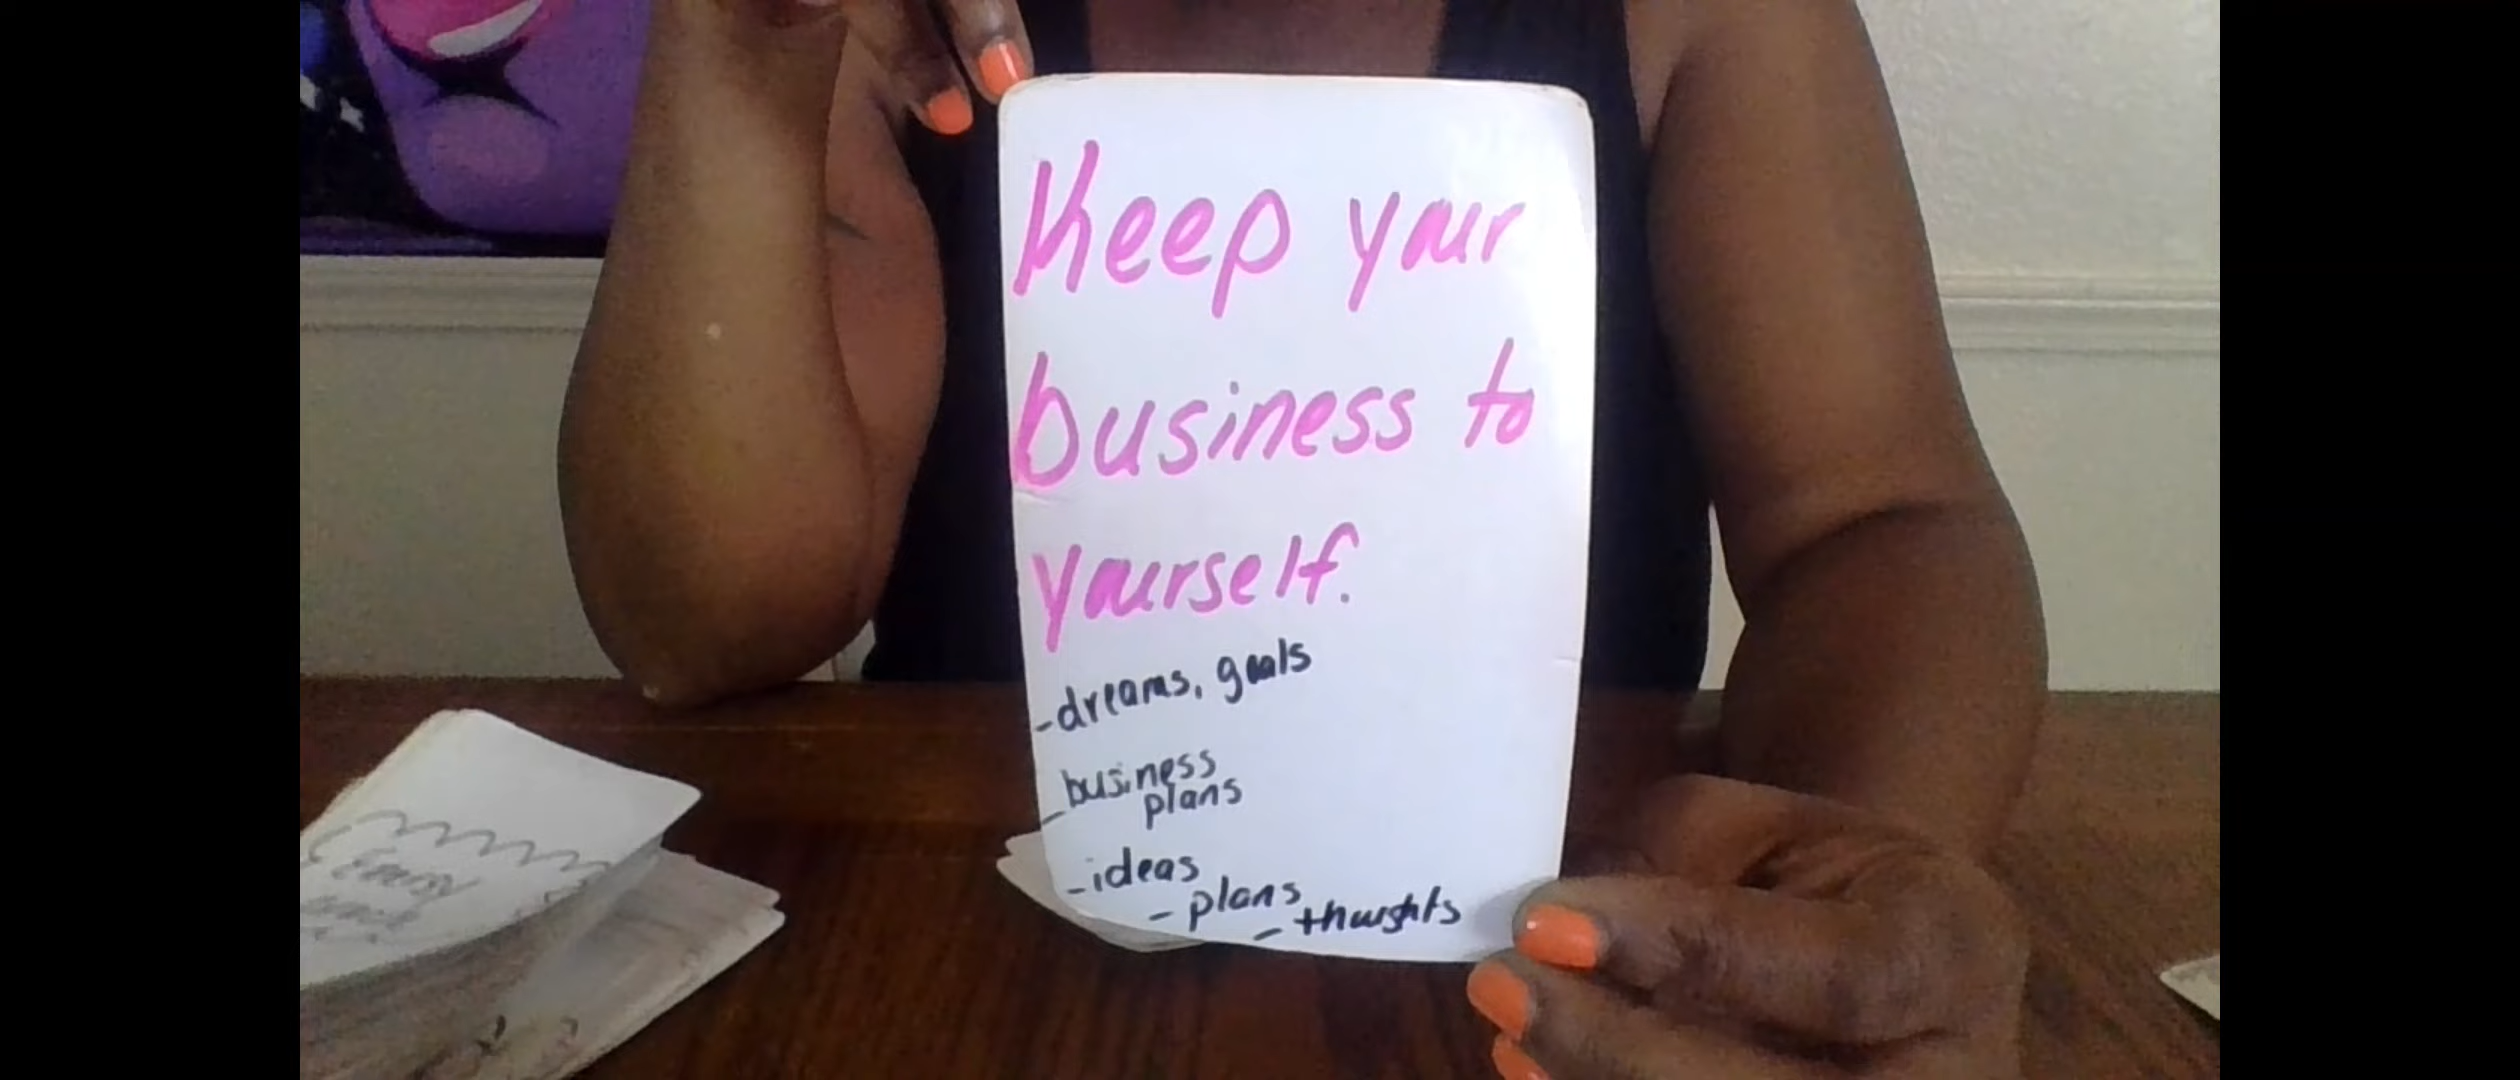 Keep your
business to
yourself.
- dreams, goals
- business
plans
- ideas
- plans
- thoughts